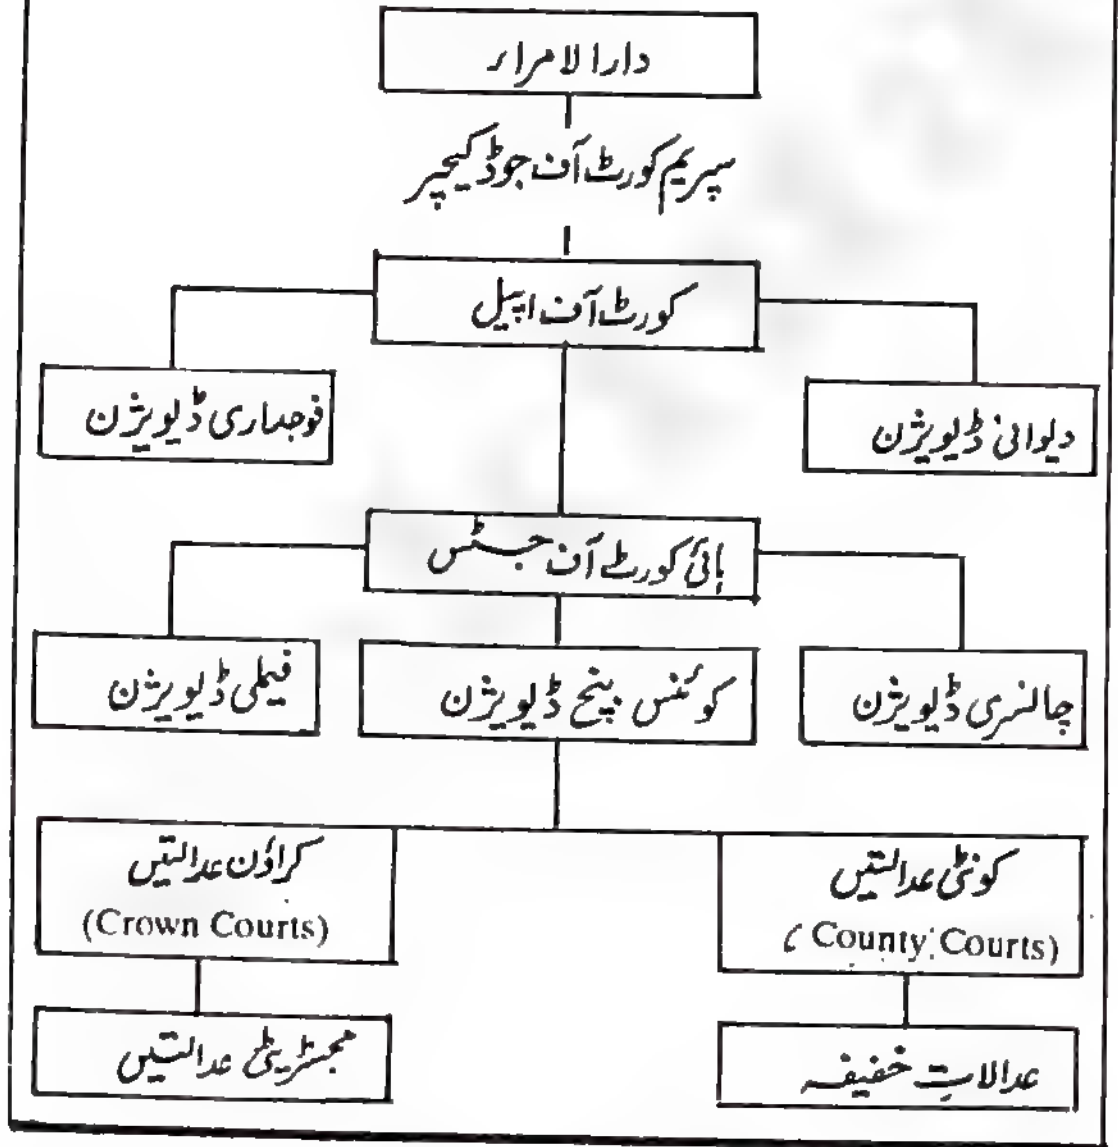 دارالامراء
سپریم کورٹ آف جوڈیکیچر
کورٹ آف اپیل
دیوانی ڈیویژن
فوجداری ڈیویژن
ہائی کورٹ آف جسٹس
چانسری ڈیویژن
کوئنس بینچ ڈیویژن
فیملی ڈیویژن
کونٹی عدالتیں
(County Courts)
کراؤن عدالتیں
(Crown Courts)
عدالاتِ خفیفہ
مجسٹریٹی عدالتیں